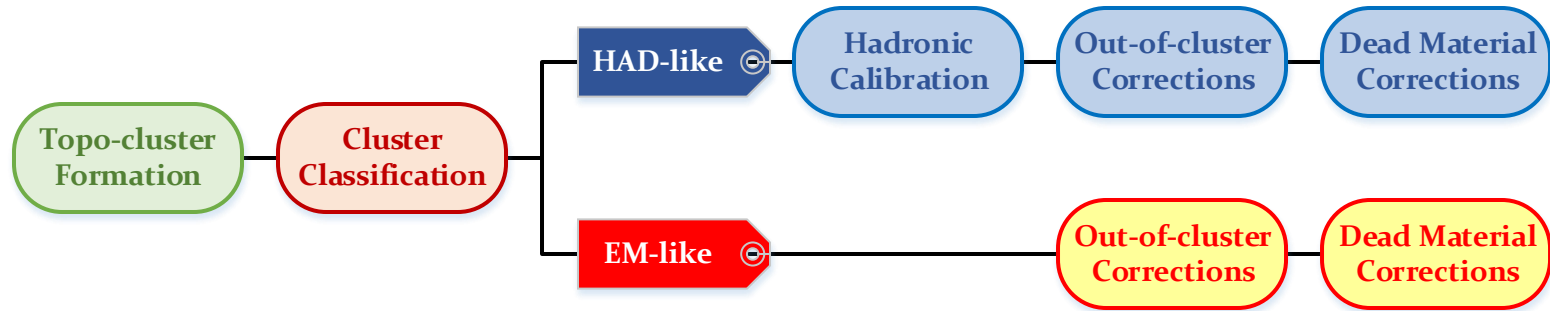 Topo-cluster
Formation
Cluster
Classification
HAD-like
Hadronic
Calibration
Out-of-cluster
Corrections
Dead Material
Corrections
EM-like
Out-of-cluster
Corrections
Dead Material
Corrections